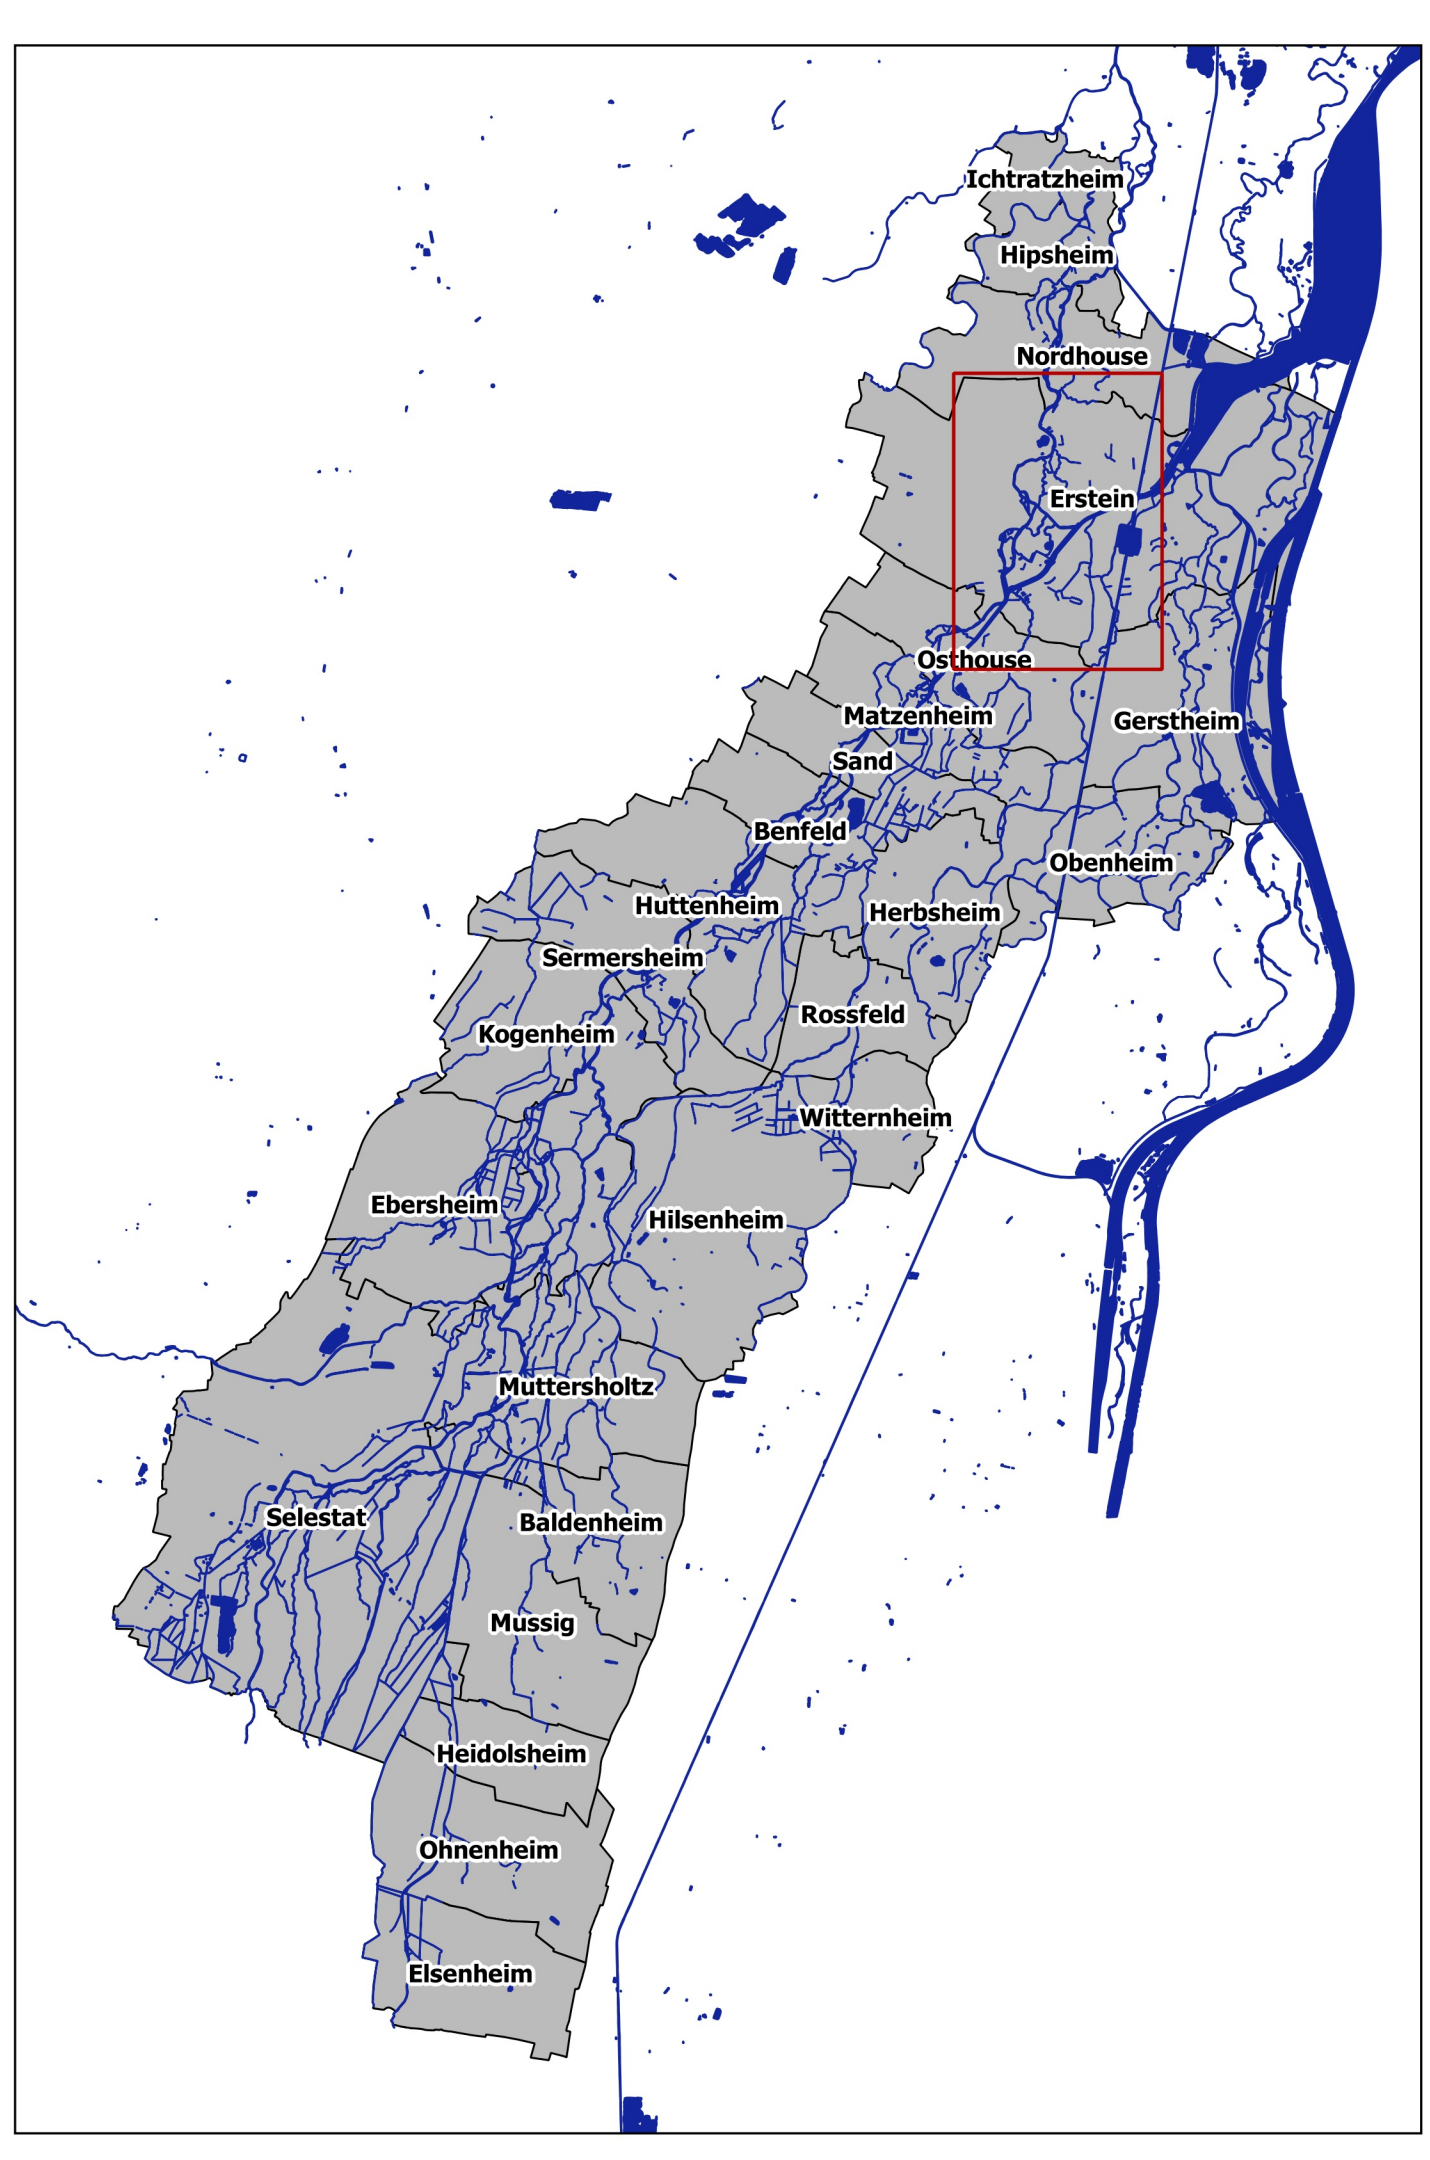 Ichtratzheim
Hipsheim
Nordhouse
Erstein
Osthouse
Matzenheim
Gerstheim
Sand
Benfeld
Obenheim
Huttenheim
Herbsheim
Sermersheim
Rossfeld
Kogenheim
Witternheim
Ebersheim
Hilsenheim
Muttersholtz
Selestat
Baldenheim
Mussig
Heidolsheim
Ohnenheim
Elsenheim